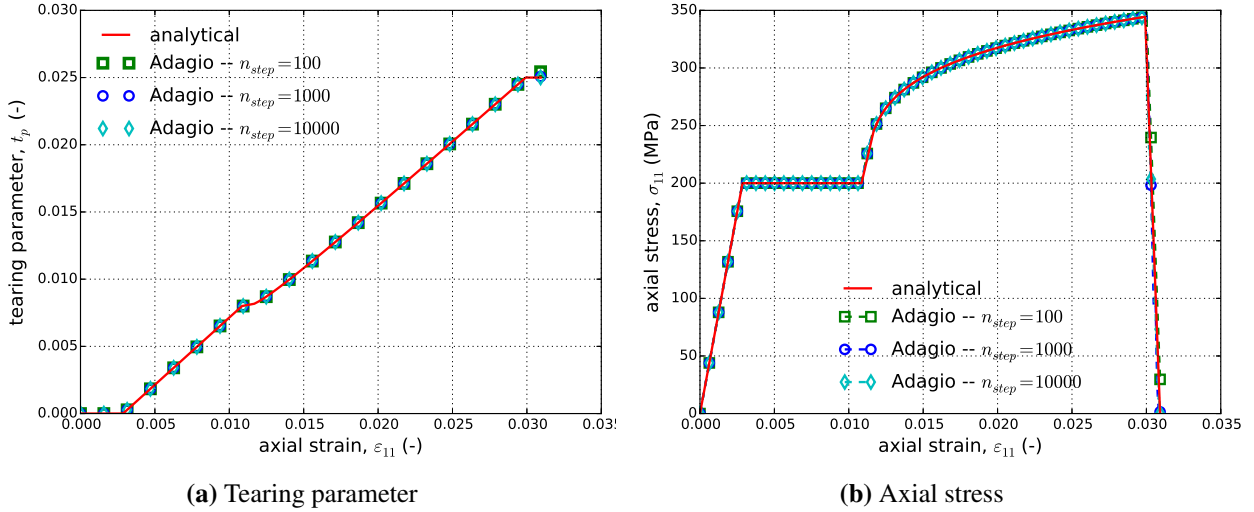 0.030
0.025
0.020
0.015
0.010
0.005
0.000
tearing parameter, t_p (-)
analytical
Adagio -- n_step=100
Adagio -- n_step=1000
Adagio -- n_step=10000
0.000 0.005 0.010 0.015 0.020 0.025 0.030 0.035
axial strain, ε_11 (-)
(a) Tearing parameter
350
300
250
200
150
100
50
0
axial stress, σ_11 (MPa)
analytical
Adagio -- n_step=100
Adagio -- n_step=1000
Adagio -- n_step=10000
0.000 0.005 0.010 0.015 0.020 0.025 0.030 0.035
axial strain, ε_11 (-)
(b) Axial stress